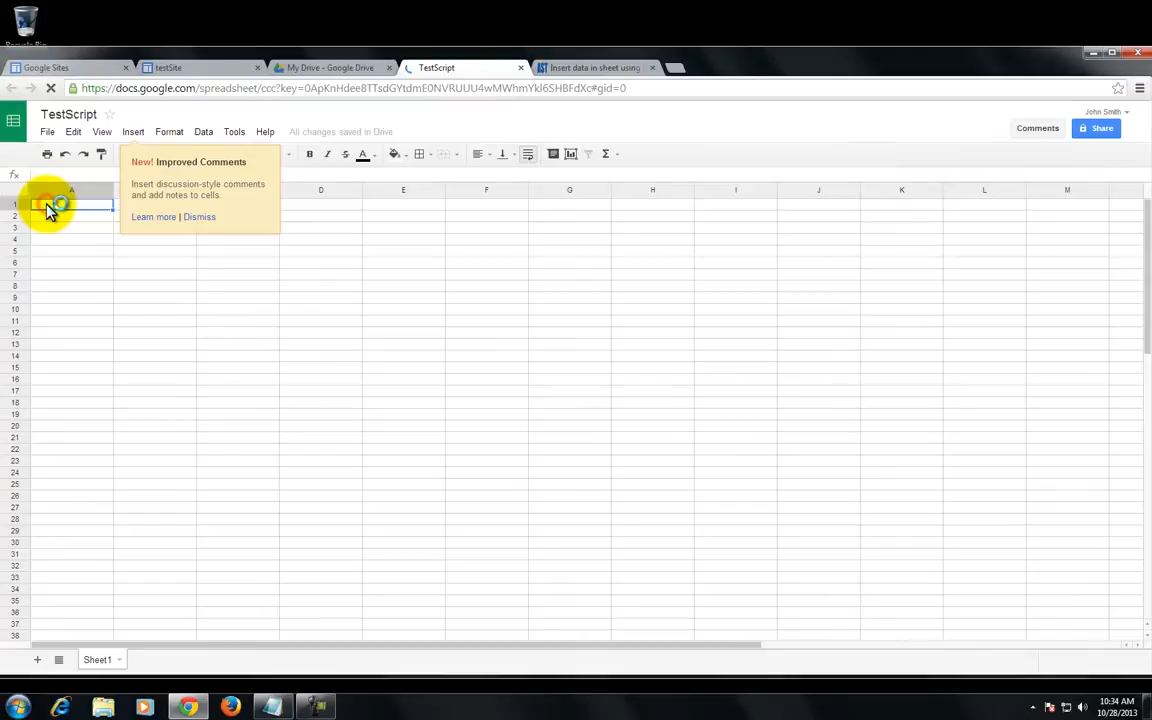 Recycle Bin
Google Sites
testSite
My Drive - Google Drive
TestScript
Insert data in sheet using
https://docs.google.com/spreadsheet/ccc?key=0ApKnHdee8TTsdGYtdmE0NVRUUU4wMWhmYkl6SHBFdXc#gid=0
TestScript
John Smith
File Edit View Insert Format Data Tools Help All changes saved in Drive
Comments
Share
New! Improved Comments
Insert discussion-style comments
and add notes to cells.
Learn more | Dismiss
fx
A D E F G H I J K L M
1
2
3
4
5
6
7
8
9
10
11
12
13
14
15
16
17
18
19
20
21
22
23
24
25
26
27
28
29
30
31
32
33
34
35
36
37
38
Sheet1
10:34 AM
10/28/2013